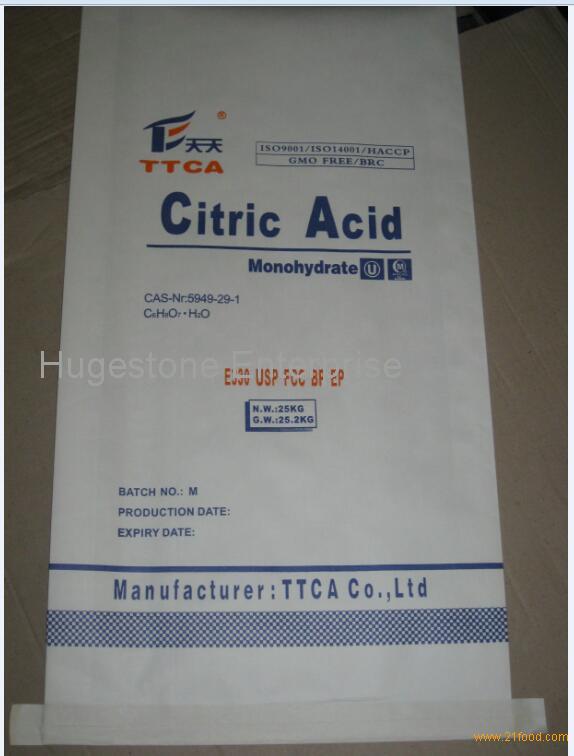 天天
®
TTCA
ISO9001/ISO14001/HACCP
GMO FREE/BRC
Citric Acid
Monohydrate U M
CAS-Nr:5949-29-1
C₆H₈O₇·H₂O
Hugestone Enterprise
E330 USP FCC BP EP
N.W.:25KG
G.W.:25.2KG
BATCH NO.: M
PRODUCTION DATE:
EXPIRY DATE:
Manufacturer:TTCA Co.,Ltd
www.21food.com